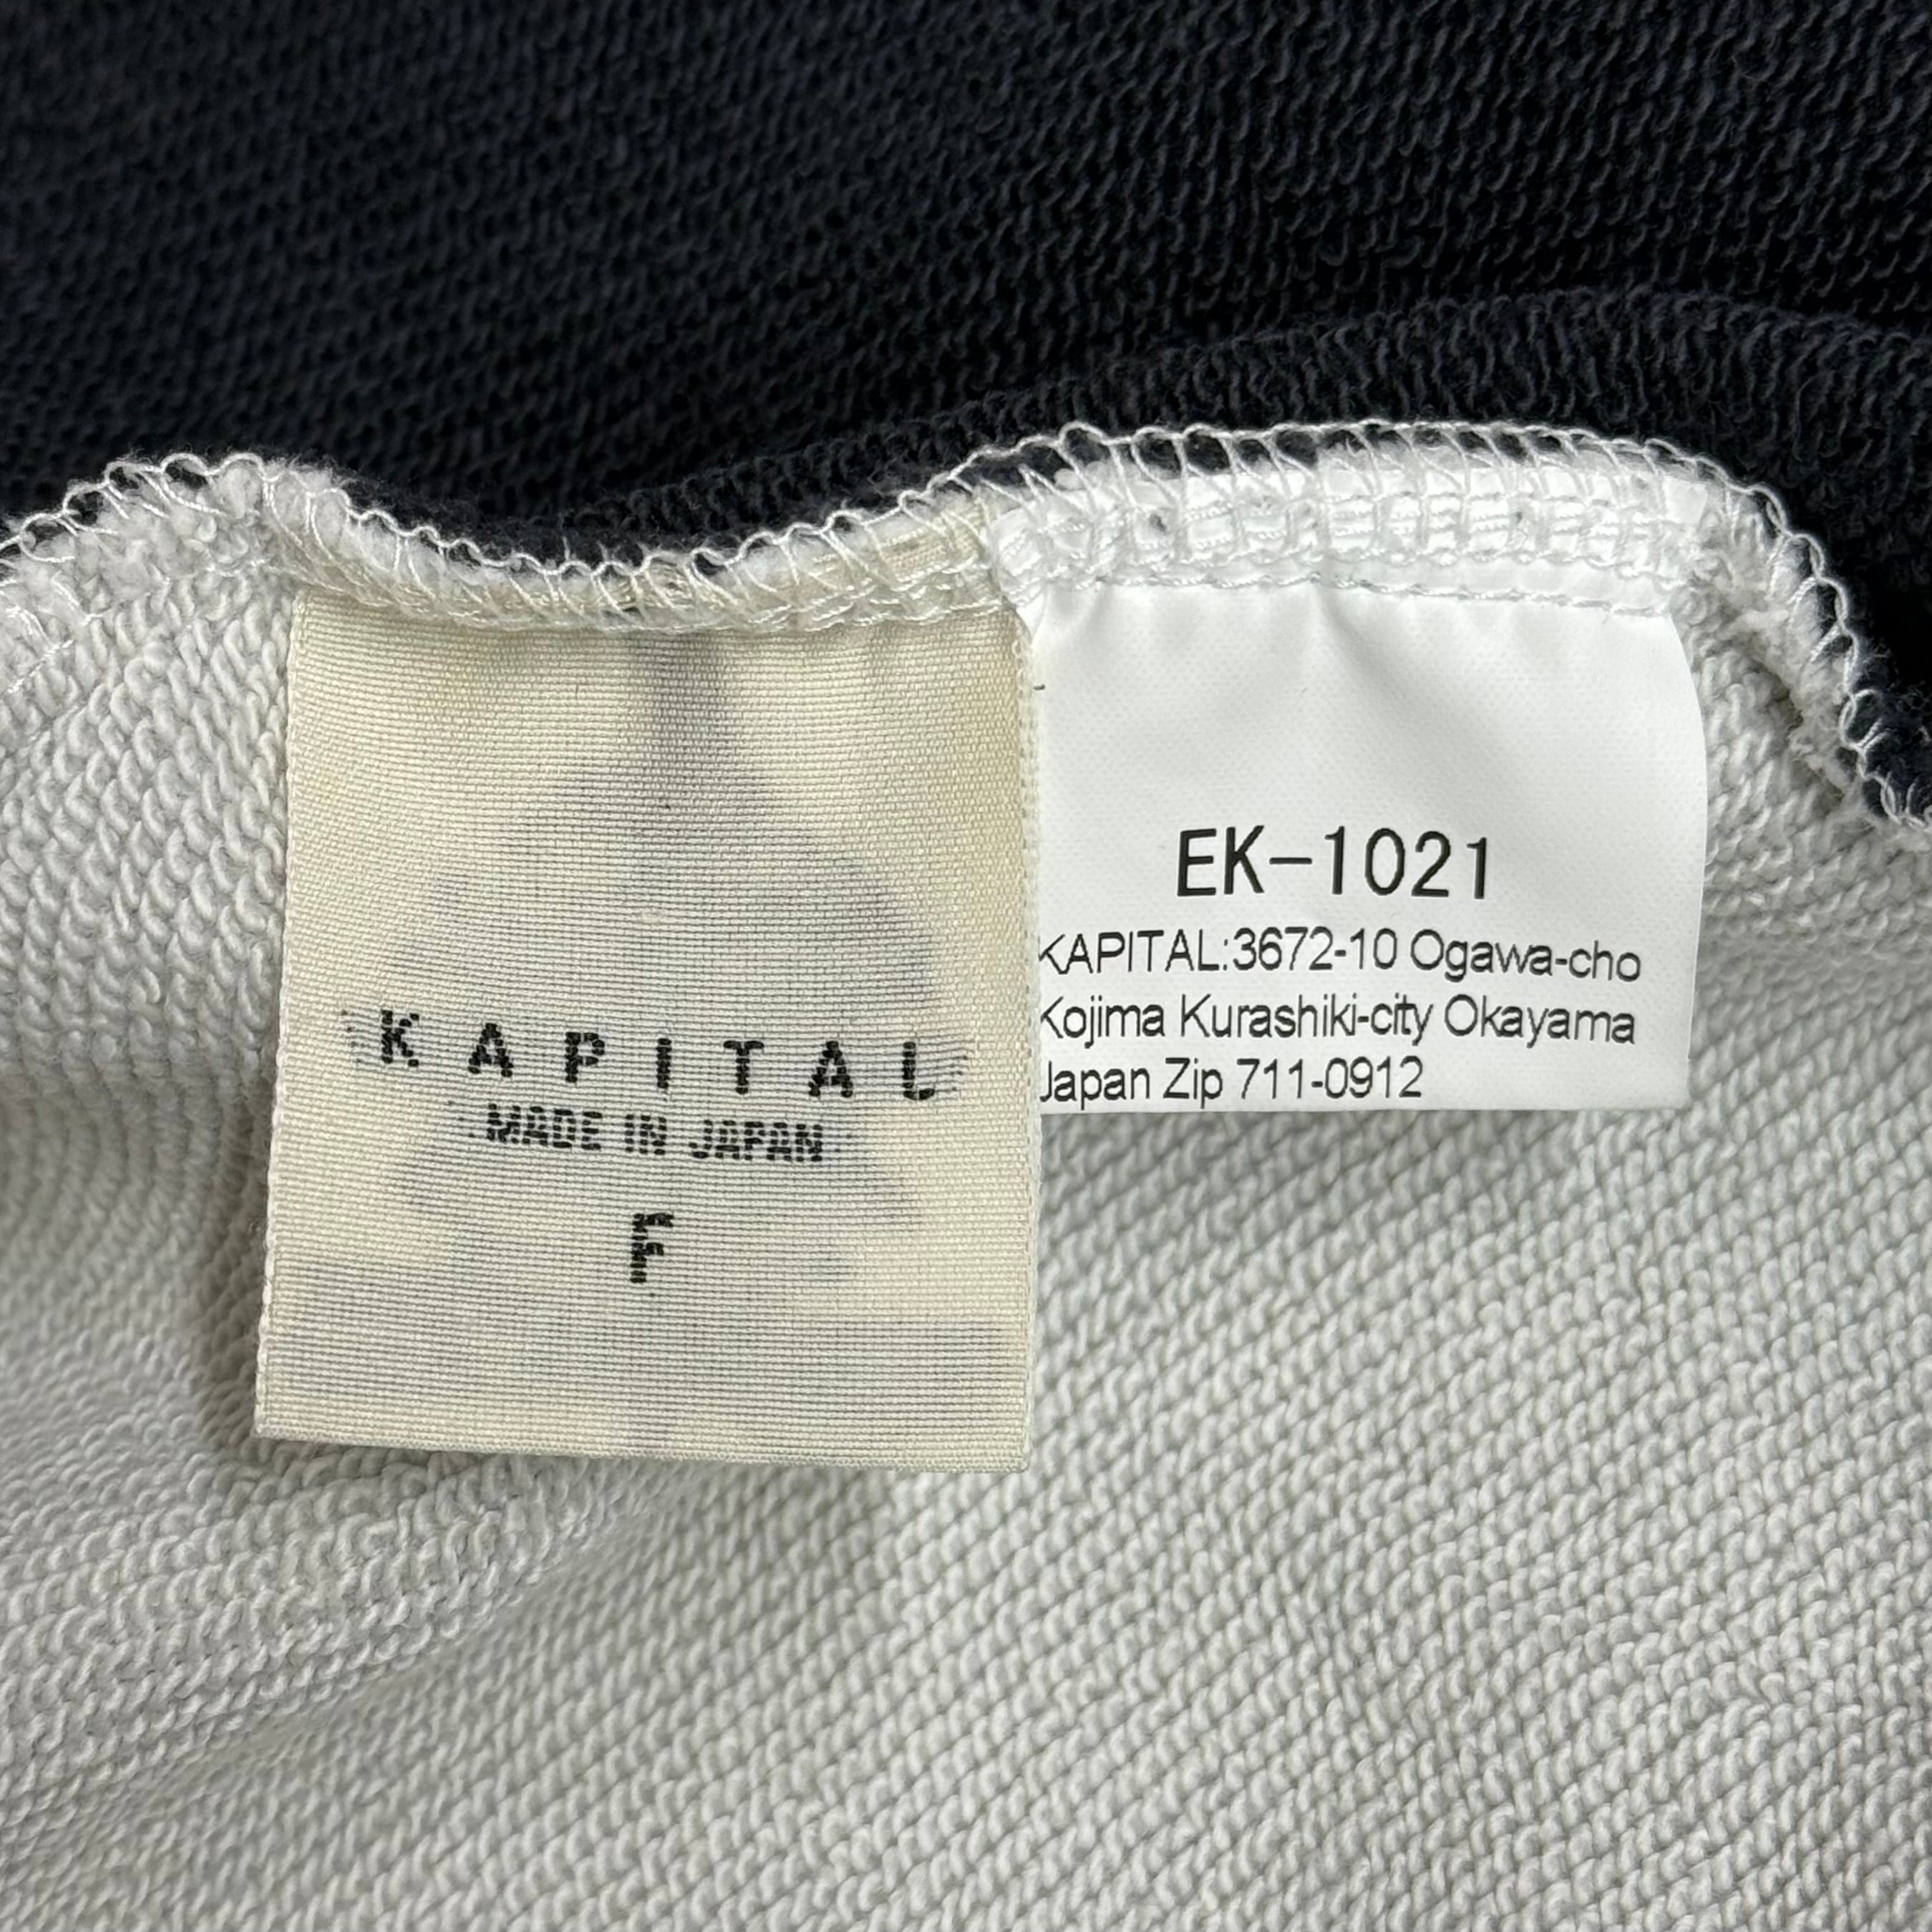 KAPITAL
MADE IN JAPAN
F
EK-1021
KAPITAL:3672-10 Ogawa-cho
Kojima Kurashiki-city Okayama
Japan Zip 711-0912